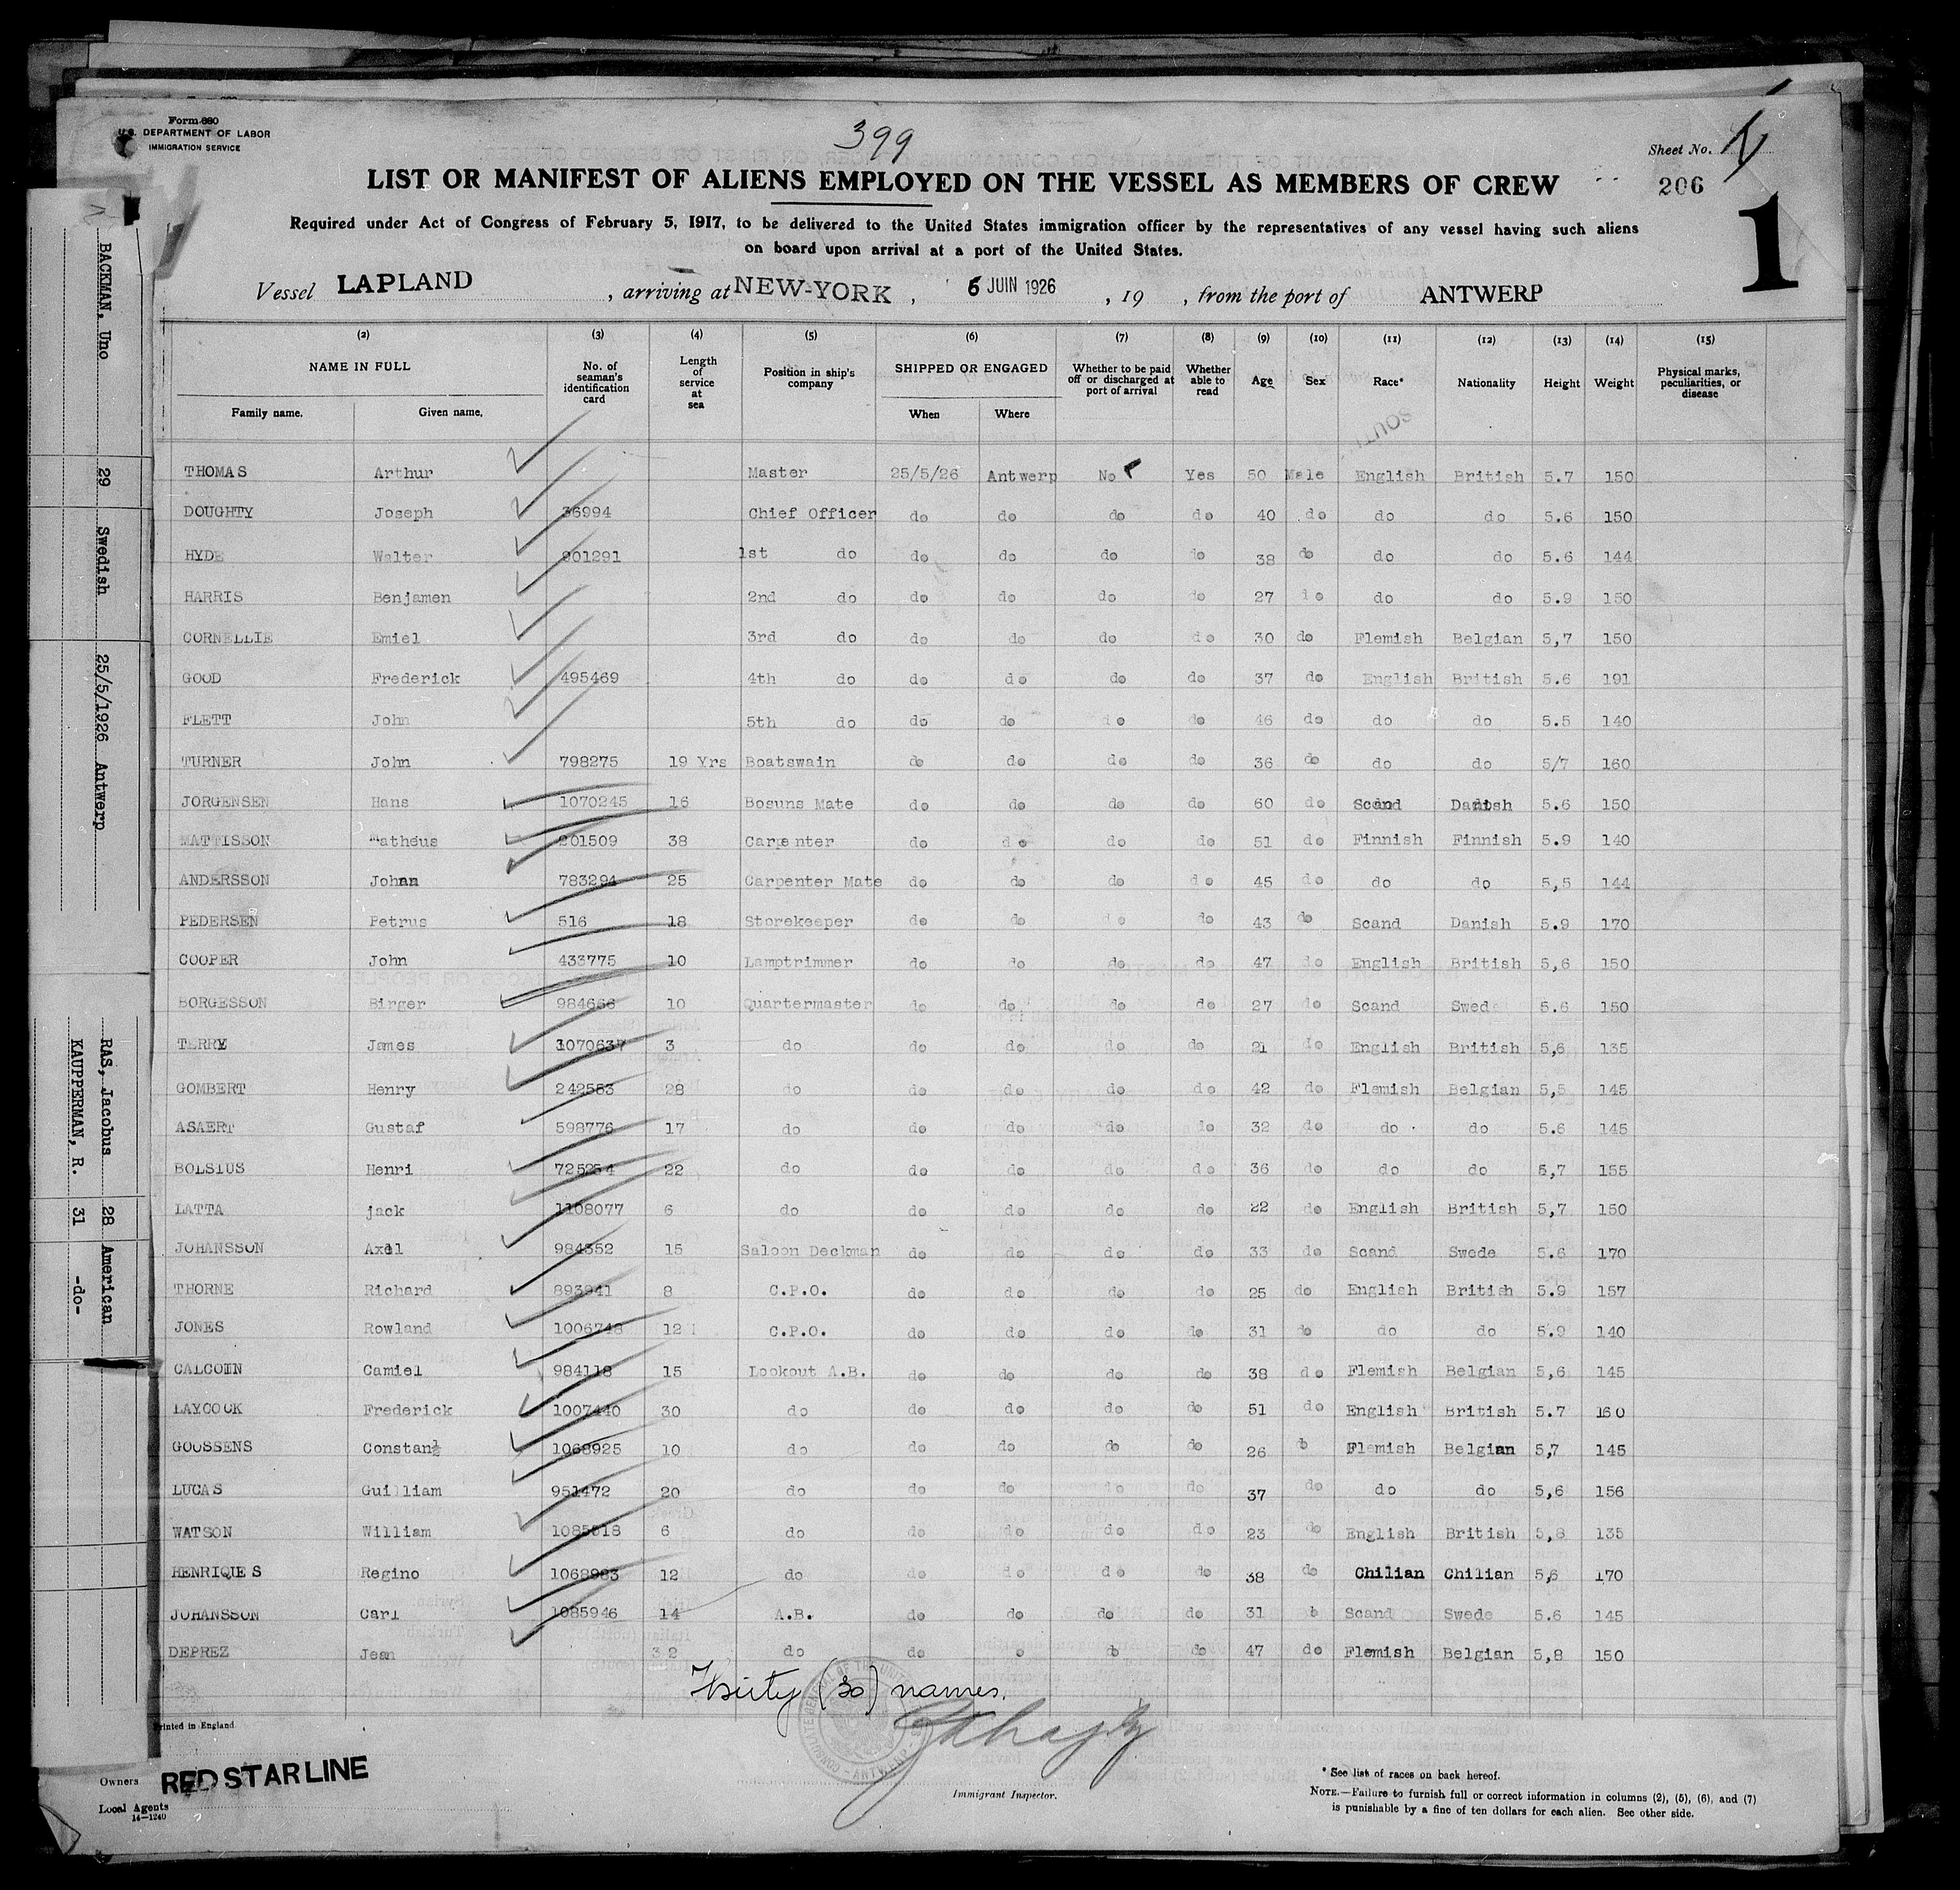 Form 680
U.S. DEPARTMENT OF LABOR
IMMIGRATION SERVICE
399
Sheet No.
206
1
LIST OR MANIFEST OF ALIENS EMPLOYED ON THE VESSEL AS MEMBERS OF CREW
Required under Act of Congress of February 5, 1917, to be delivered to the United States immigration officer by the representatives of any vessel having such aliens
on board upon arrival at a port of the United States.
Vessel LAPLAND, arriving at NEW-YORK, 6 JUIN 1926, 19 , from the port of ANTWERP
(2) (3) (4) (5) (6) (7) (8) (9) (10) (11) (12) (13) (14) (15)
NAME IN FULL No. of seaman's identification card Length of service at sea Position in ship's company SHIPPED OR ENGAGED Whether to be paid off or discharged at port of arrival Whether able to read Age Sex Race* Nationality Height Weight Physical marks, peculiarities, or disease
Family name. Given name. When Where
THOMAS Arthur Master 25/5/26 Antwerp No Yes 50 Male English British 5.7 150
DOUGHTY Joseph 36994 Chief Officer do do do do 40 do do do 5.6 150
HYDE Walter 901291 1st do do do do do 38 do do do 5.6 144
HARRIS Benjamen 2nd do do do do do 27 do do do 5.9 150
CORNELLIE Emiel 3rd do do do do do 30 do Flemish Belgian 5,7 150
GOOD Frederick 495469 4th do do do do do 37 do English British 5.6 191
FLETT John 5th do do do do do 46 do do do 5.5 140
TURNER John 798275 19 Yrs Boatswain do do do do 36 do do do 5/7 160
JORGENSEN Hans 1070245 16 Bosuns Mate do do do do 60 do Scand Danish 5.6 150
MATTISSON Matheus 201509 38 Carpenter do do do do 51 do Finnish Finnish 5.9 140
ANDERSSON Johan 783294 25 Carpenter Mate do do do do 45 do do do 5,5 144
PEDERSEN Petrus 516 18 Storekeeper do do do do 43 do Scand Danish 5.9 170
COOPER John 433775 10 Lamptrimmer do do do do 47 do English British 5,6 150
BORGESSON Birger 984656 10 Quartermaster do do do do 27 do Scand Swed 5.6 150
TERRY James 1070637 3 do do do do do 21 do English British 5,6 135
GOMBERT Henry 242553 28 do do do do do 42 do Flemish Belgian 5,5 145
ASAERT Gustaf 598776 17 do do do do do 32 do do do 5.6 145
BOLSIUS Henri 725254 22 do do do do do 36 do do do 5,7 155
LATTA jack 1108077 6 do do do do do 22 do English British 5,7 150
JOHANSSON Axel 984352 15 Saloon Deckman do do do do 33 do Scand Swede 5.6 170
THORNE Richard 893941 8 C.P.O. do do do do 25 do English British 5.9 157
JONES Rowland 1006748 12 C.P.O. do do do do 31 do do do 5.9 140
CALCOIN Camiel 984118 15 Lookout A.B. do do do do 38 do Flemish Belgian 5,6 145
LAYCOCK Frederick 1007440 30 do do do do do 51 do English British 5.7 160
GOOSSENS Constant 1068925 10 do do do do do 26 do Flemish Belgian 5,7 145
LUCAS Guilliam 951472 20 do do do do do 37 do do do 5,6 156
WATSON William 1085518 6 do do do do do 23 do English British 5,8 135
HENRIQUES Regino 1068983 12 do do do do do 38 do Chilian Chilian 5,6 170
JOHANSSON Carl 1085946 14 A.B. do do do do 31 do Scand Swede 5.6 145
DEPREZ Jean 32 do do do do do 47 do Flemish Belgian 5,8 150
Thirty (30) names.
Printed in England
Owners RED STAR LINE
Local Agents
14—1240
Immigrant Inspector.
* See list of races on back hereof.
NOTE.—Failure to furnish full or correct information in columns (2), (5), (6), and (7)
is punishable by a fine of ten dollars for each alien. See other side.
BACKMAN, Uno 29 Swedish 25/5/1926 Antwerp
RAS, Jacobus 28 American
KAUPPERMAN, R. 31 -do-